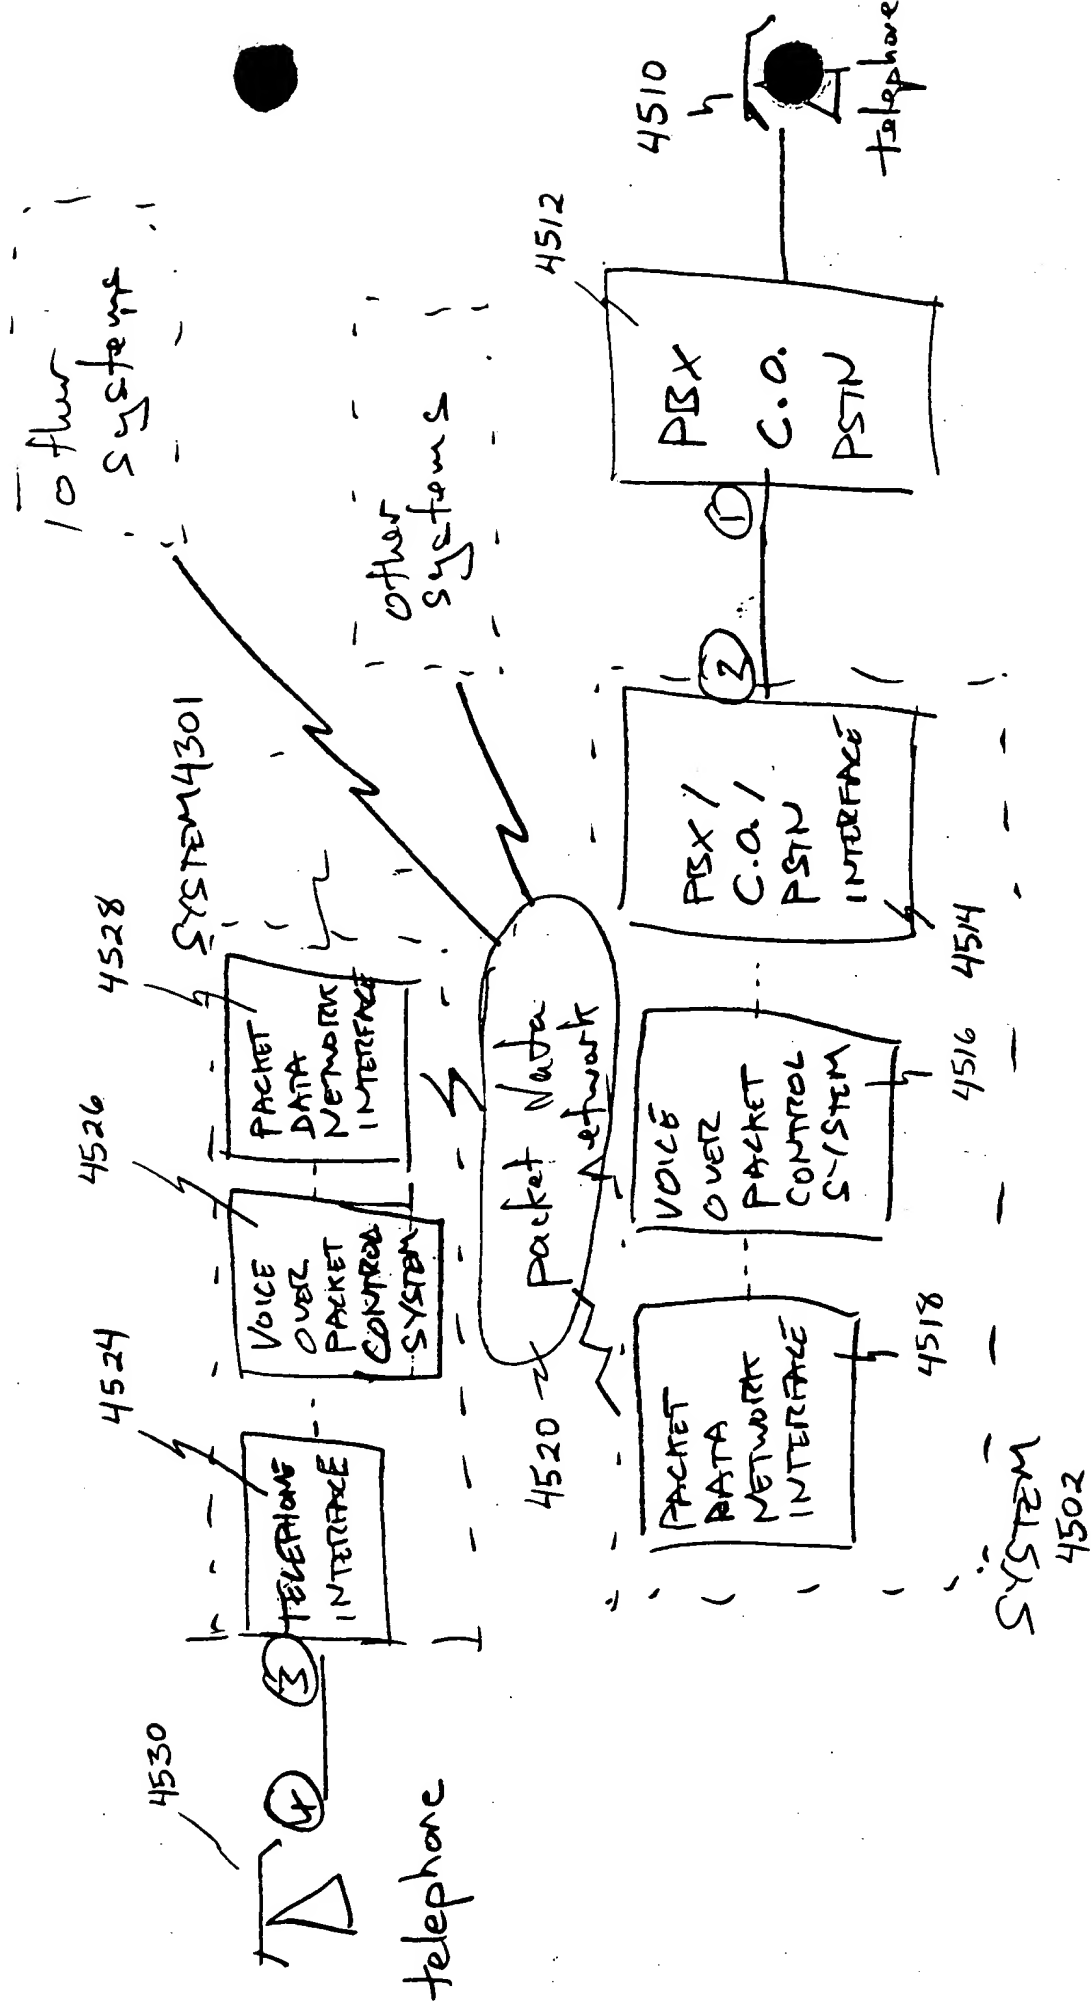 4530
telephone
4
3
4524
TELEPHONE
INTERFACE
4526
VOICE
OVER
PACKET
CONTROL
SYSTEM
4528
PACKET
DATA
NETWORK
INTERFACE
SYSTEM 4301
other
systems
other
systems
4520
packet Data
network
PACKET
DATA
NETWORK
INTERFACE
4518
VOICE
OVER
PACKET
CONTROL
SYSTEM
4516
PBX /
C.O. /
PSTN
INTERFACE
4514
2
1
PBX
C.O.
PSTN
4512
4510
telephone
SYSTEM
4502